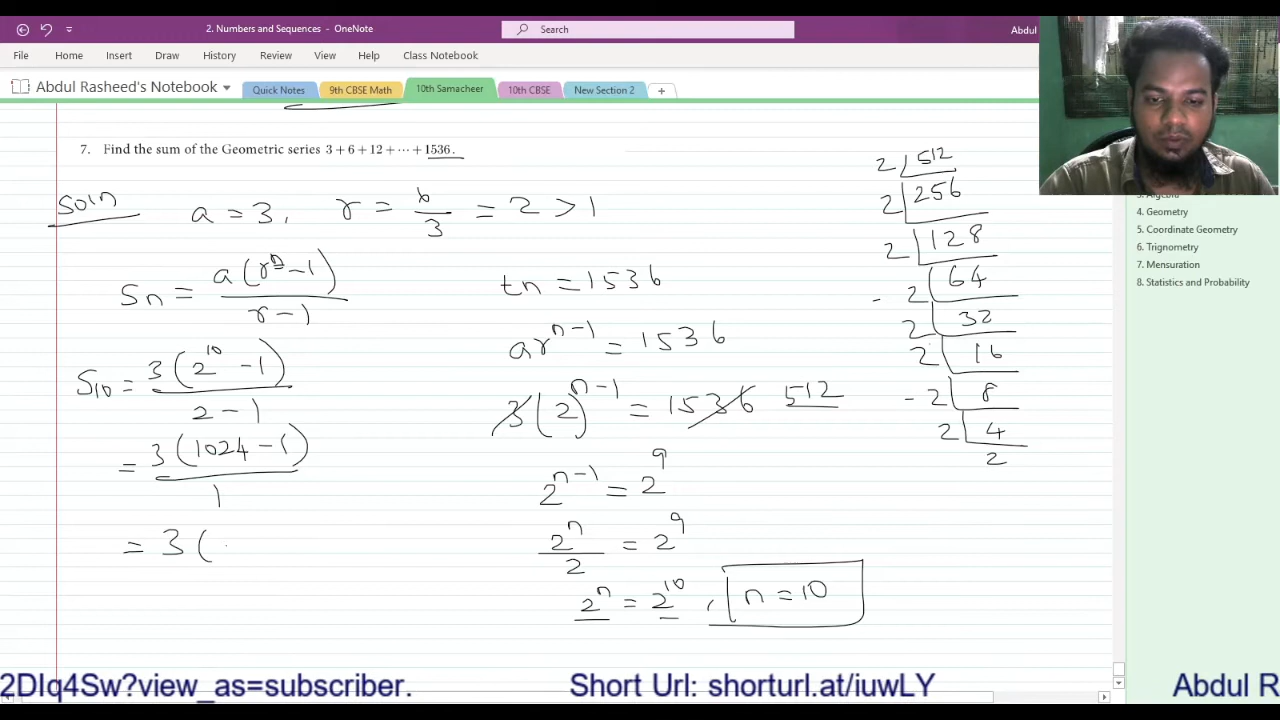 2. Numbers and Sequences - OneNote
Search
Abdul
File Home Insert Draw History Review View Help Class Notebook
Abdul Rasheed's Notebook
Quick Notes 9th CBSE Math 10th Samacheer 10th CBSE New Section 2
7. Find the sum of the Geometric series 3 + 6 + 12 + ⋯ + 1536.
Soln
a = 3, r = 6/3 = 2 > 1
Sn = a(r^n - 1)/(r - 1)
S10 = 3(2^10 - 1)/(2 - 1)
= 3(1024 - 1)/1
= 3(
tn = 1536
ar^(n-1) = 1536
3(2)^(n-1) = 1536 512
2^(n-1) = 2^9
2^n/2 = 2^9
2^n = 2^10, n = 10
2 | 512
2 | 256
2 | 128
2 | 64
2 | 32
2 | 16
2 | 8
2 | 4
2
4. Geometry
5. Coordinate Geometry
6. Trignometry
7. Mensuration
8. Statistics and Probability
2DIq4Sw?view_as=subscriber. Short Url: shorturl.at/iuwLY Abdul R